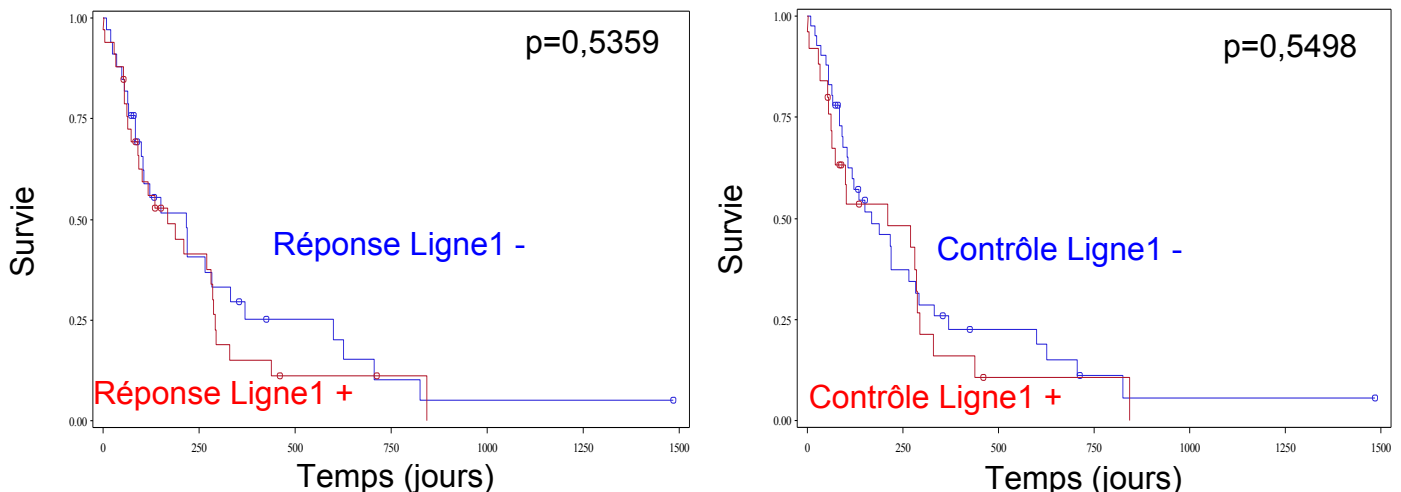 p=0,5359
Survie
1.00
0.75
0.50
0.25
0.00
Réponse Ligne1 -
Réponse Ligne1 +
0
250
500
750
1000
1250
1500
Temps (jours)
p=0,5498
Survie
1.00
0.75
0.50
0.25
0.00
Contrôle Ligne1 -
Contrôle Ligne1 +
0
250
500
750
1000
1250
1500
Temps (jours)